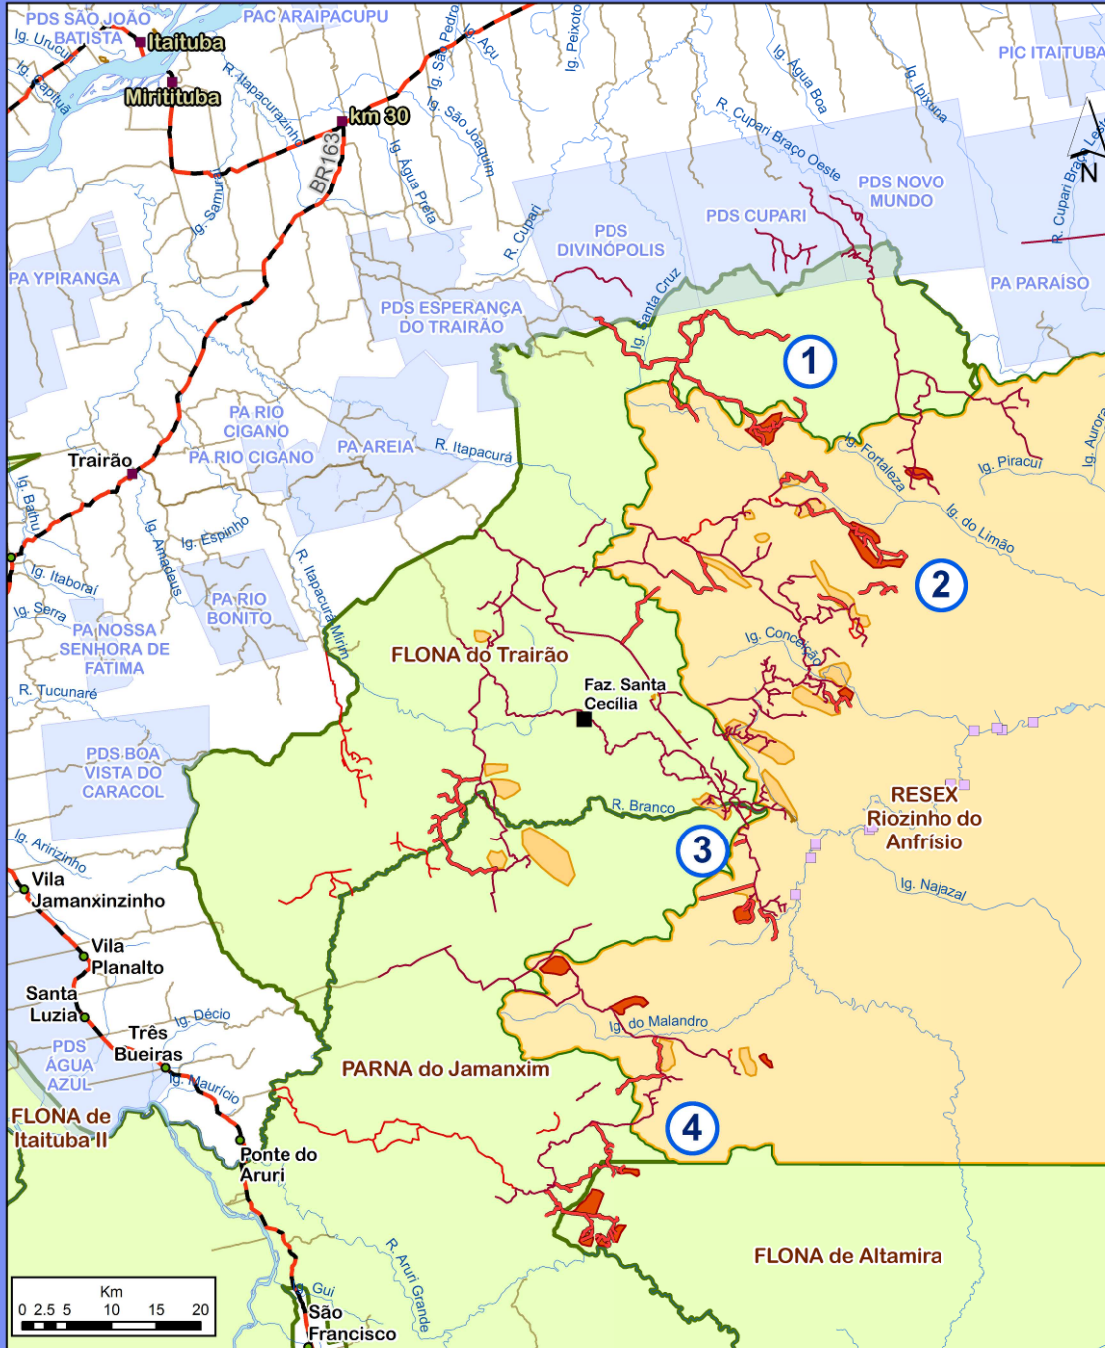 PDS SÃO JOÃO
BATISTA
PAC ARAIPACUPU
Ig. Urucuri
Itaituba
Ig. Capituã
Miritituba
R. Itapacurazinho
km 30
Ig. São Pedro
Ig. Açu
Ig. Peixoto
Ig. Água Boa
Ig. Ipixuna
PIC ITAITUBA
Ig. São Joaquim
Ig. Água Preta
BR163
Ig. Samurai
R. Cupari Braço Oeste
R. Cupari Braço Leste
N
R. Cupari
PDS
DIVINÓPOLIS
PDS CUPARI
PDS NOVO
MUNDO
PA YPIRANGA
PDS ESPERANÇA
DO TRAIRÃO
Ig. Santa Cruz
PA PARAÍSO
1
PA RIO
CIGANO
PA RIO CIGANO
PA AREIA
R. Itapacurá
Trairão
Ig. Fortaleza
Ig. Piracuí
Ig. Aurora
Ig. Bathu
Ig. Amadeus
Ig. Espinho
Ig. do Limão
Ig. Itaboraí
R. Itapacurá Mirim
2
Ig. Serra
PA RIO
BONITO
PA NOSSA
SENHORA DE
FÁTIMA
Ig. Conceição
FLONA do Trairão
R. Tucunaré
Faz. Santa
Cecília
PDS BOA
VISTA DO
CARACOL
R. Branco
RESEX
Riozinho do
Anfrísio
3
Ig. Aririzinho
Vila
Jamanxinzinho
Ig. Najazal
Vila
Planalto
Santa
Luzia
Ig. Décio
Três
Bueiras
Ig. do Malandro
PDS
ÁGUA
AZUL
Ig. Maurício
PARNA do Jamanxim
FLONA de
Itaituba II
4
Ponte do
Aruri
FLONA de Altamira
R. Aruri Grande
Ig. Gui
Km
0 2.5 5 10 15 20
São
Francisco